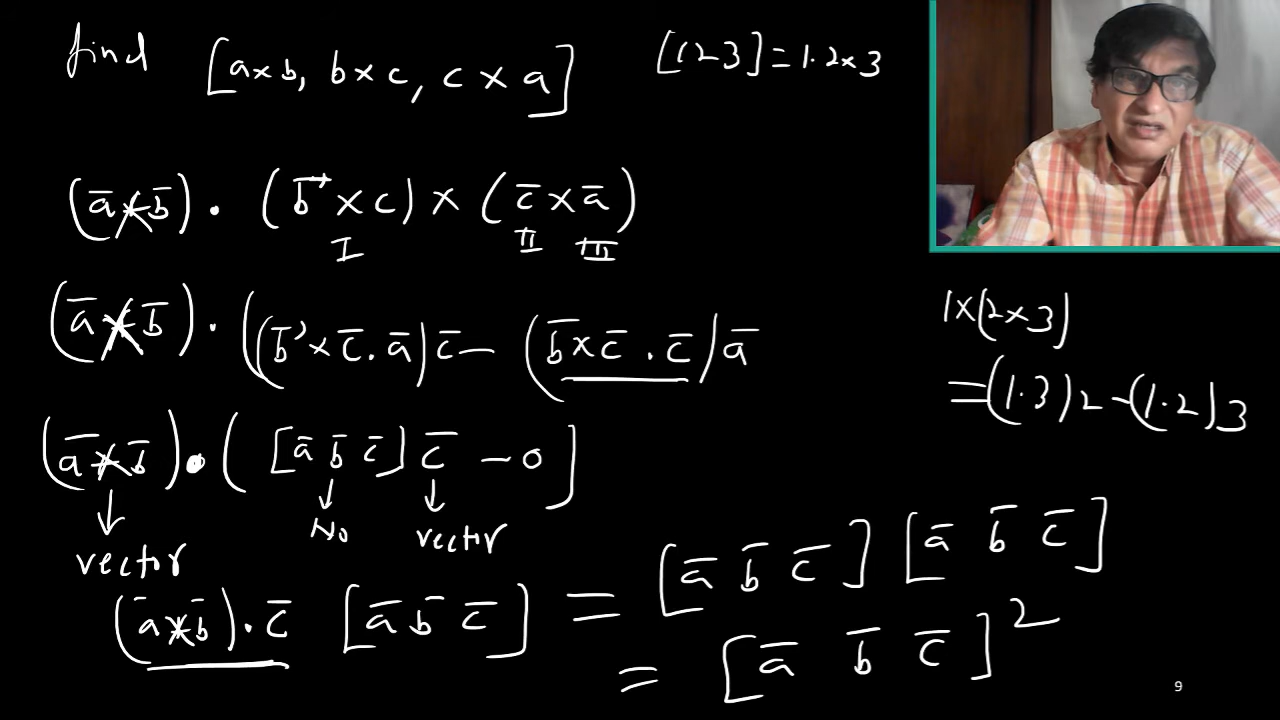 find [a×b, b×c, c×a]
[123] = 1·2×3
(a̅×b̅)·(b⃗×c)×(c̅×a̅)
I II III
(a̅×b̅)·((b̅×c̅·a̅)c̅ – (b̅×c̅·c̅)a̅
1×(2×3)
=(1·3)2 – (1·2)3
(a̅×b̅)·([a̅ b̅ c̅] c̅ – 0]
vector No vector
(a̅×b̅)·c̅ [a̅ b̅ c̅] = [a̅ b̅ c̅] [a̅ b̅ c̅]
= [a̅ b̅ c̅]²
9